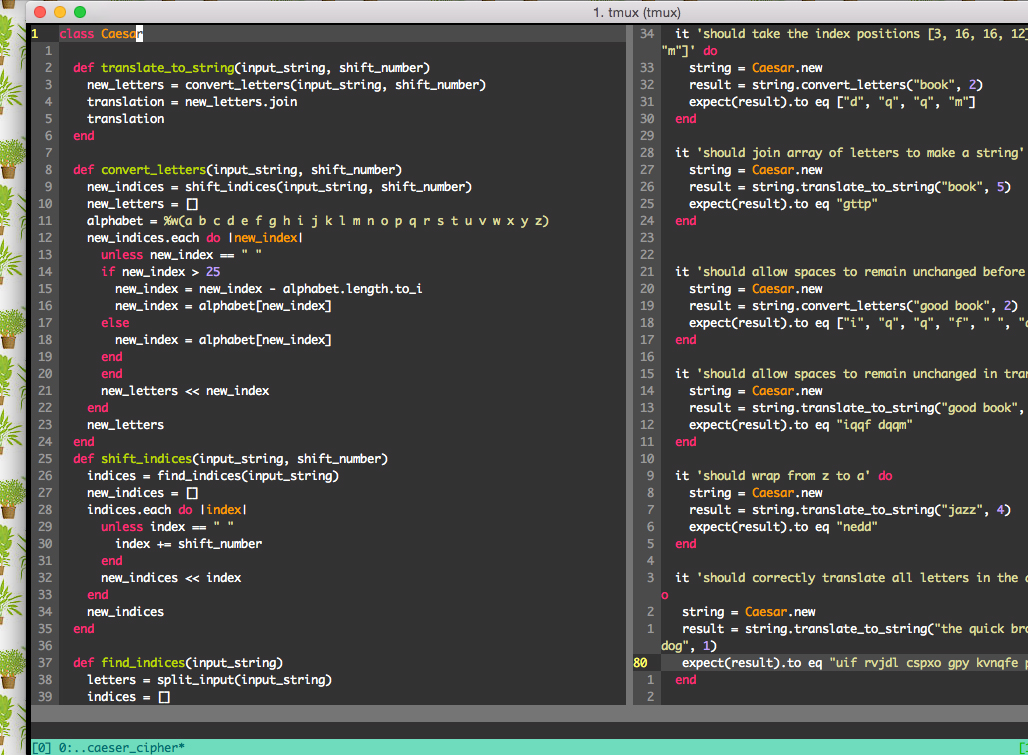 1. tmux (tmux)
1 class Caesar
1
2 def translate_to_string(input_string, shift_number)
3 new_letters = convert_letters(input_string, shift_number)
4 translation = new_letters.join
5 translation
6 end
7
8 def convert_letters(input_string, shift_number)
9 new_indices = shift_indices(input_string, shift_number)
10 new_letters = []
11 alphabet = %w(a b c d e f g h i j k l m n o p q r s t u v w x y z)
12 new_indices.each do |new_index|
13 unless new_index == " "
14 if new_index > 25
15 new_index = new_index - alphabet.length.to_i
16 new_index = alphabet[new_index]
17 else
18 new_index = alphabet[new_index]
19 end
20 end
21 new_letters << new_index
22 end
23 new_letters
24 end
25 def shift_indices(input_string, shift_number)
26 indices = find_indices(input_string)
27 new_indices = []
28 indices.each do |index|
29 unless index == " "
30 index += shift_number
31 end
32 new_indices << index
33 end
34 new_indices
35 end
36
37 def find_indices(input_string)
38 letters = split_input(input_string)
39 indices = []
34 it 'should take the index positions [3, 16, 16, 12]
"m"]' do
33 string = Caesar.new
32 result = string.convert_letters("book", 2)
31 expect(result).to eq ["d", "q", "q", "m"]
30 end
29
28 it 'should join array of letters to make a string'
27 string = Caesar.new
26 result = string.translate_to_string("book", 5)
25 expect(result).to eq "gttp"
24 end
23
22
21 it 'should allow spaces to remain unchanged before
20 string = Caesar.new
19 result = string.convert_letters("good book", 2)
18 expect(result).to eq ["i", "q", "q", "f", " ", "
17 end
16
15 it 'should allow spaces to remain unchanged in
14 string = Caesar.new
13 result = string.translate_to_string("good book",
12 expect(result).to eq "iqqf dqqm"
11 end
10
9 it 'should wrap from z to a' do
8 string = Caesar.new
7 result = string.translate_to_string("jazz", 4)
6 expect(result).to eq "nedd"
5 end
4
3 it 'should correctly translate all letters in the
o
2 string = Caesar.new
1 result = string.translate_to_string("the quick
dog", 1)
80 expect(result).to eq "uif rvjdl cspxo gpy kvnqfe
1 end
2
[0] 0:..caeser_cipher*